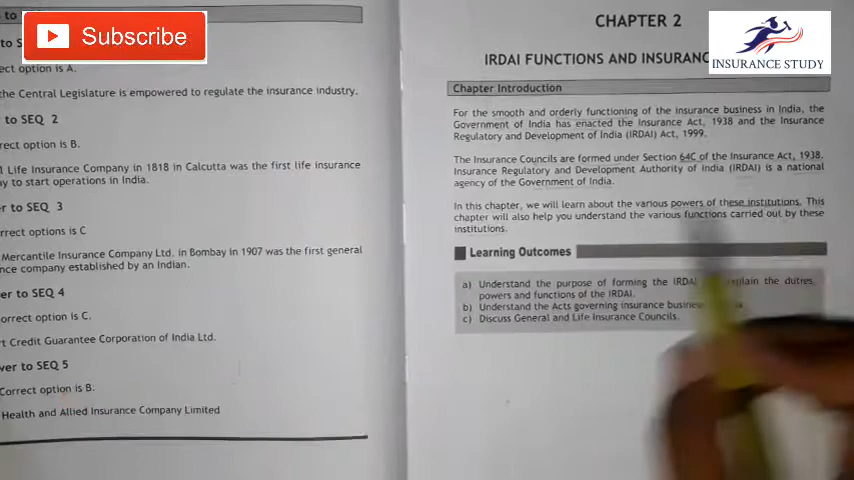 to
Subscribe
to S
ect option is A.
the Central Legislature is empowered to regulate the insurance industry.
to SEQ 2
rrect option is B.
l Life Insurance Company in 1818 in Calcutta was the first life insurance
y to start operations in India.
er to SEQ 3
rrect options is C
Mercantile Insurance Company Ltd. in Bombay in 1907 was the first general
nce company established by an Indian.
er to SEQ 4
orrect option is C.
rt Credit Guarantee Corporation of India Ltd.
wer to SEQ 5
Correct option is B.
Health and Allied Insurance Company Limited
CHAPTER 2
INSURANCE STUDY
IRDAI FUNCTIONS AND INSURANC
Chapter Introduction
For the smooth and orderly functioning of the insurance business in India, the
Government of India has enacted the Insurance Act, 1938 and the Insurance
Regulatory and Development of India (IRDAI) Act, 1999.
The Insurance Councils are formed under Section 64C of the Insurance Act, 1938.
Insurance Regulatory and Development Authority of India (IRDAI) is a national
agency of the Government of India.
In this chapter, we will learn about the various powers of these institutions. This
chapter will also help you understand the various functions carried out by these
institutions.
Learning Outcomes
a) Understand the purpose of forming the IRDAI explain the duties,
powers and functions of the IRDAI.
b) Understand the Acts governing insurance busine
c) Discuss General and Life Insurance Councils.